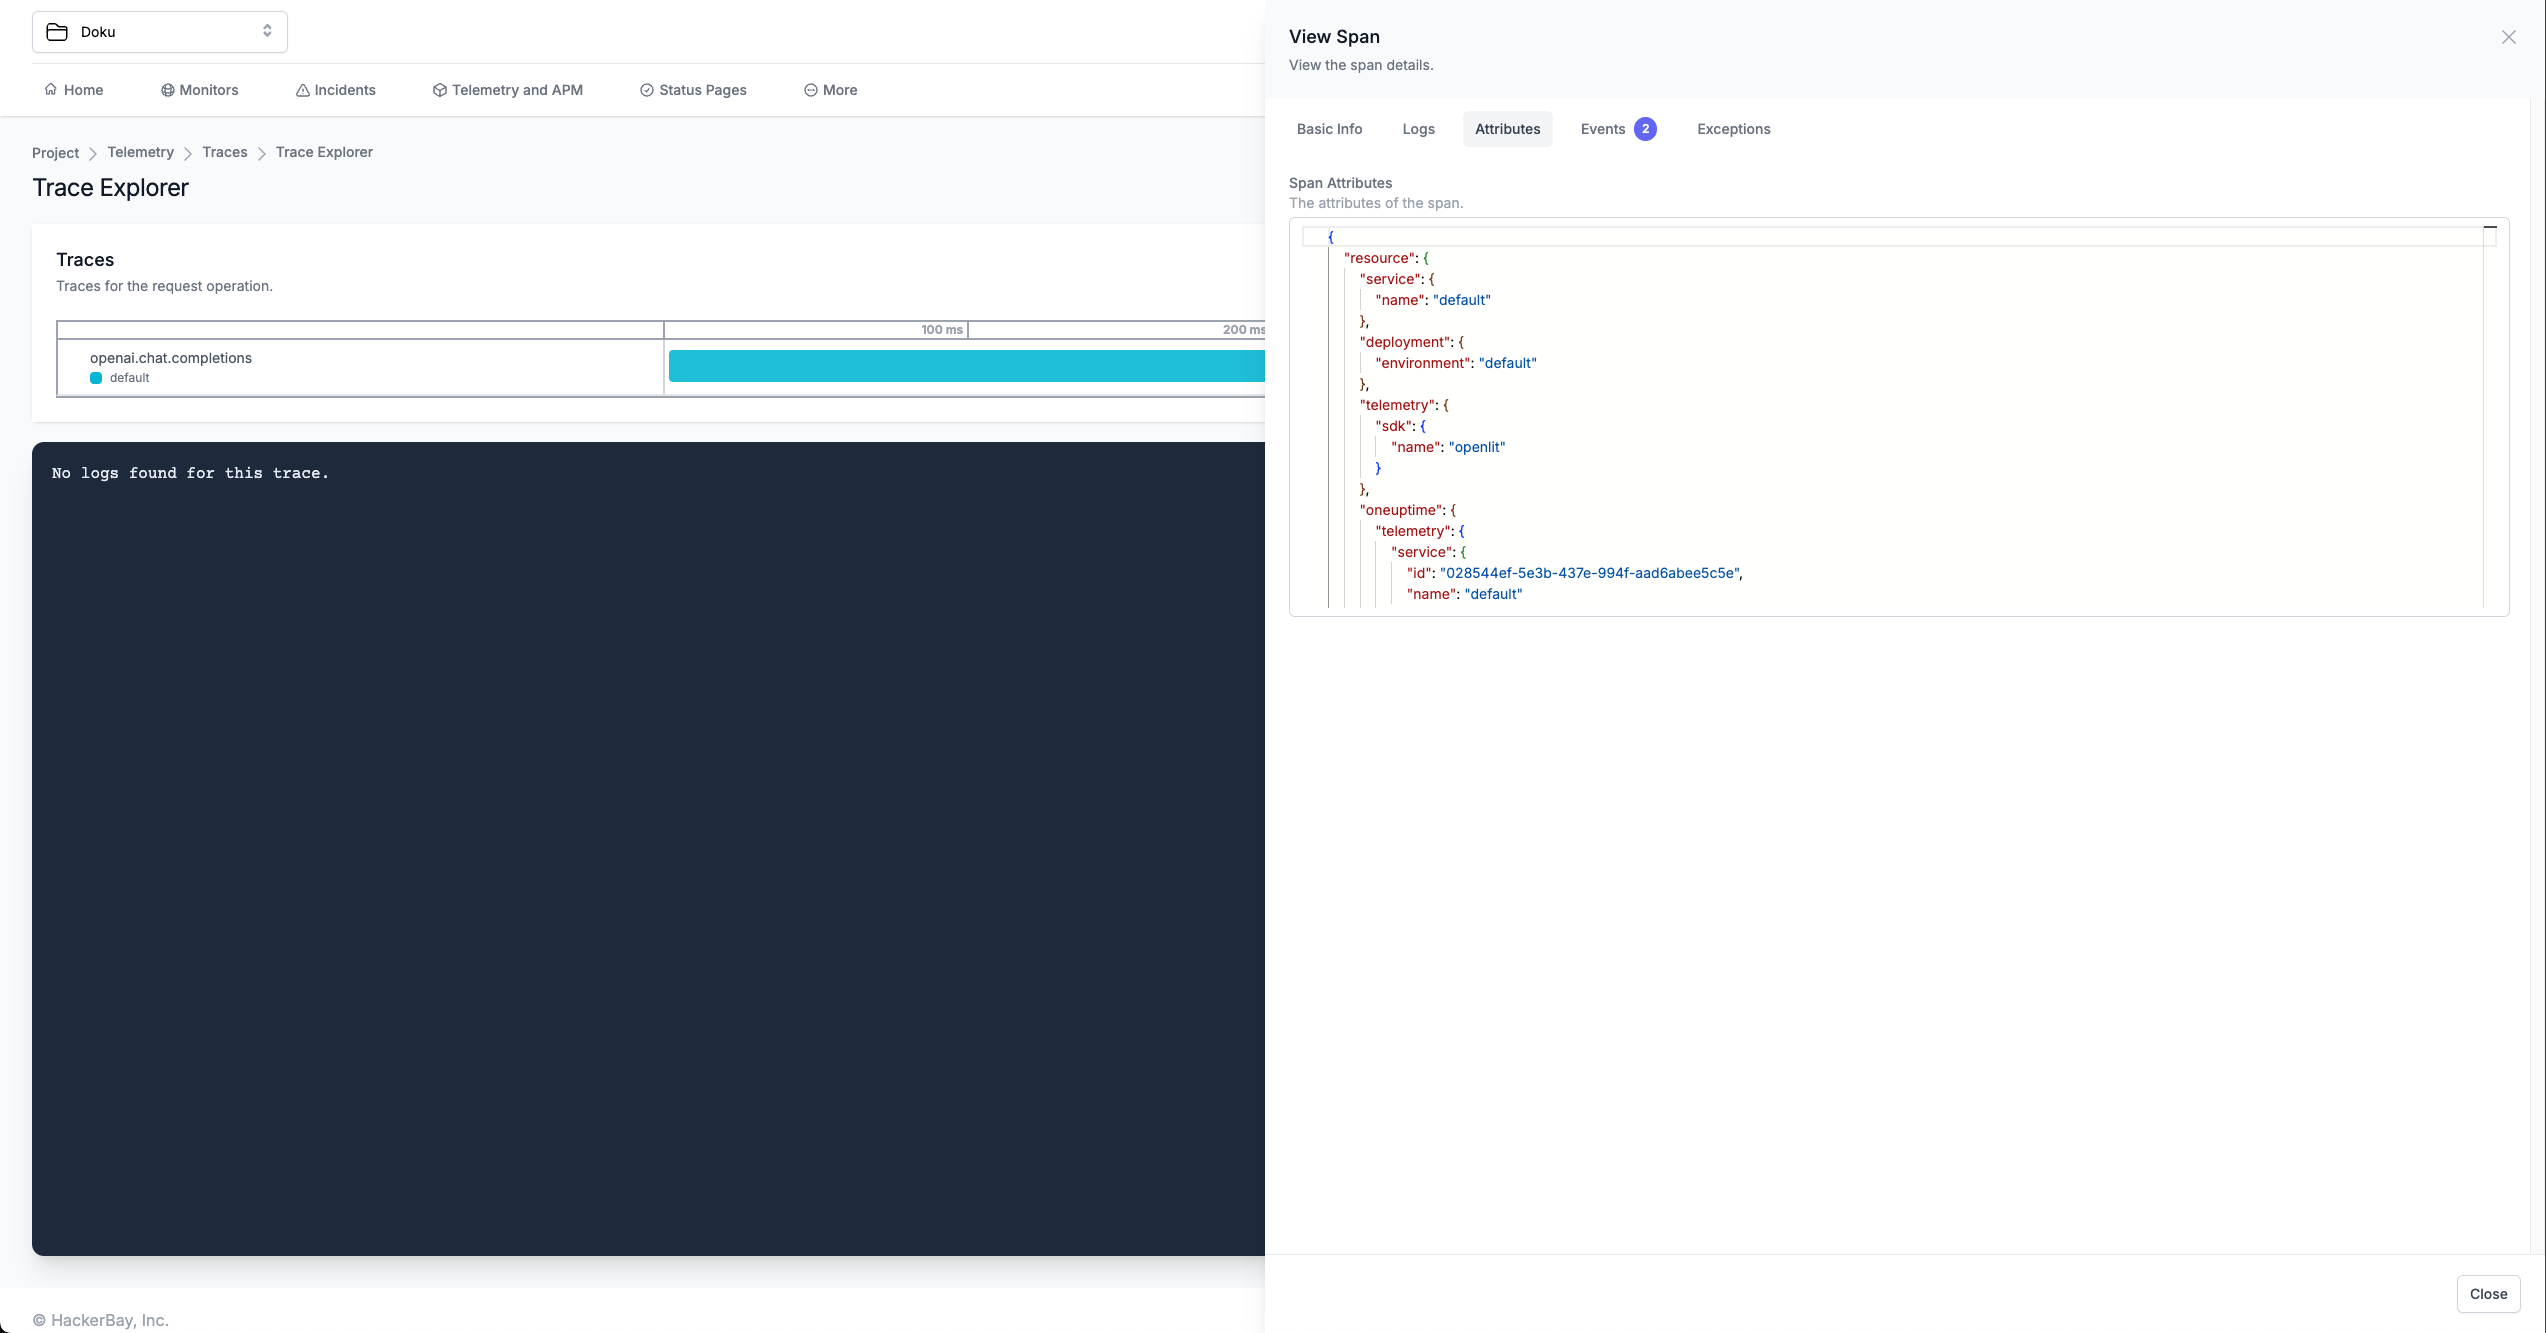 Doku
Home Monitors Incidents Telemetry and APM Status Pages More
Project Telemetry Traces Trace Explorer
Trace Explorer
Traces
Traces for the request operation.
100 ms 200 ms
openai.chat.completions
default
No logs found for this trace.
© HackerBay, Inc.
View Span
View the span details.
Basic Info Logs Attributes Events 2 Exceptions
Span Attributes
The attributes of the span.
{
"resource": {
"service": {
"name": "default"
},
"deployment": {
"environment": "default"
},
"telemetry": {
"sdk": {
"name": "openlit"
}
},
"oneuptime": {
"telemetry": {
"service": {
"id": "028544ef-5e3b-437e-994f-aad6abee5c5e",
"name": "default"
Close